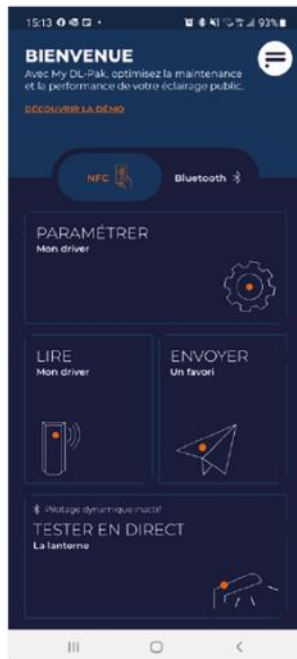 15:13
93%
BIENVENUE
Avec My DL-Pak, optimisez la maintenance
et la performance de votre éclairage public.
DÉCOUVRIR LA DÉMO
NFC
Bluetooth
PARAMÉTRER
Mon driver
LIRE
Mon driver
ENVOYER
Un favori
Pilotage dynamique inactif
TESTER EN DIRECT
La lanterne